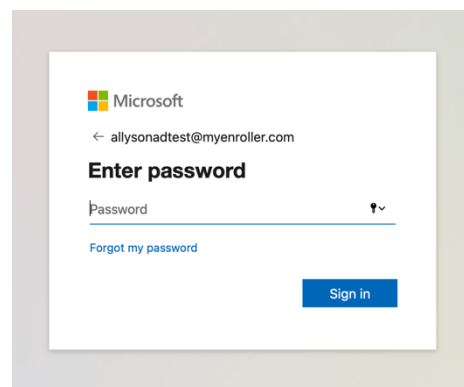 Microsoft
← allysonadtest@myenroller.com
Enter password
Password
Forgot my password
Sign in